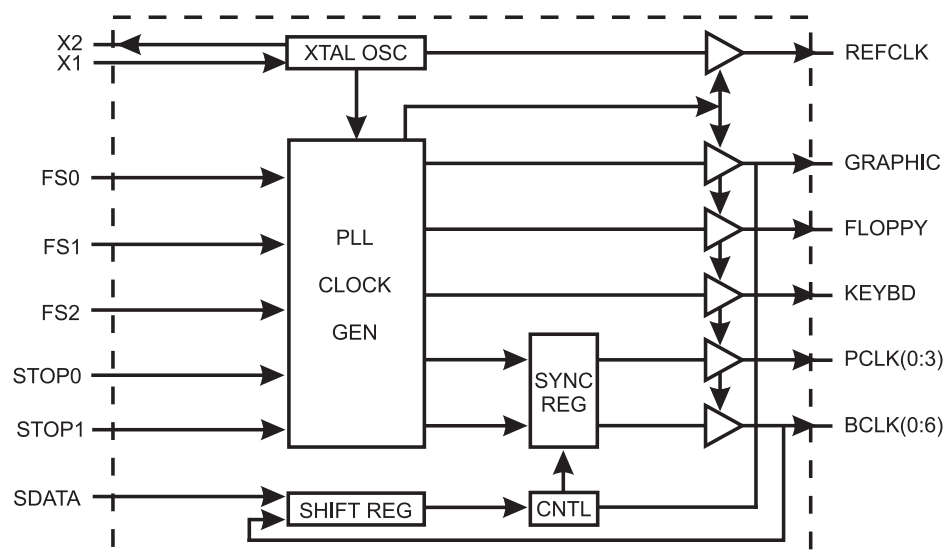 X2
X1
XTAL OSC
REFCLK
FS0
FS1
FS2
STOP0
STOP1
SDATA
PLL
CLOCK
GEN
SYNC
REG
SHIFT REG
CNTL
GRAPHIC
FLOPPY
KEYBD
PCLK(0:3)
BCLK(0:6)